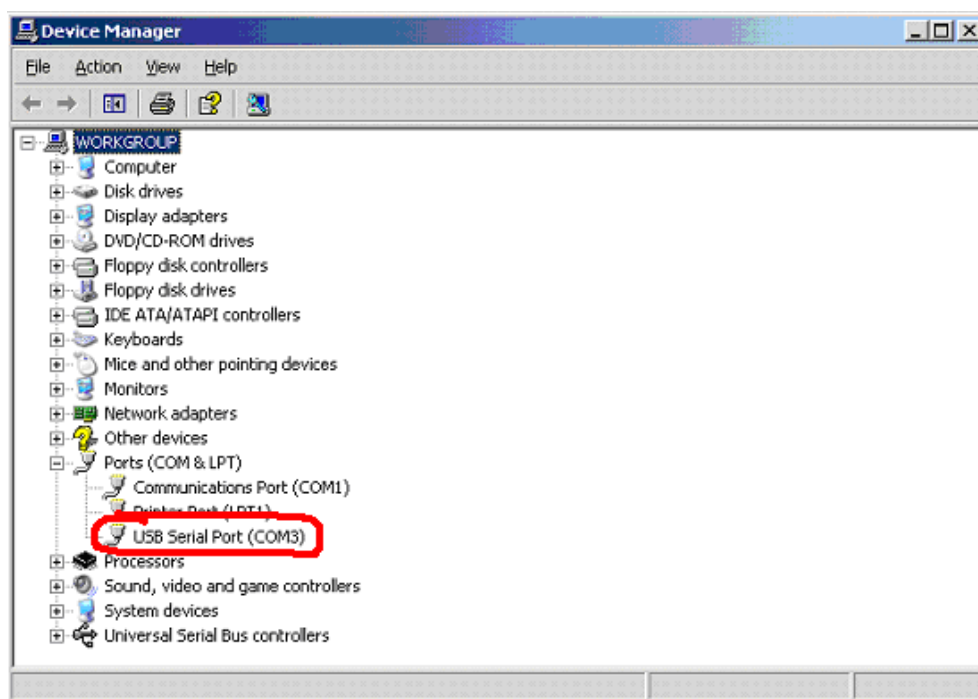 Device Manager
File Action View Help
WORKGROUP
Computer
Disk drives
Display adapters
DVD/CD-ROM drives
Floppy disk controllers
Floppy disk drives
IDE ATA/ATAPI controllers
Keyboards
Mice and other pointing devices
Monitors
Network adapters
Other devices
Ports (COM & LPT)
Communications Port (COM1)
Printer Port (LPT1)
USB Serial Port (COM3)
Processors
Sound, video and game controllers
System devices
Universal Serial Bus controllers